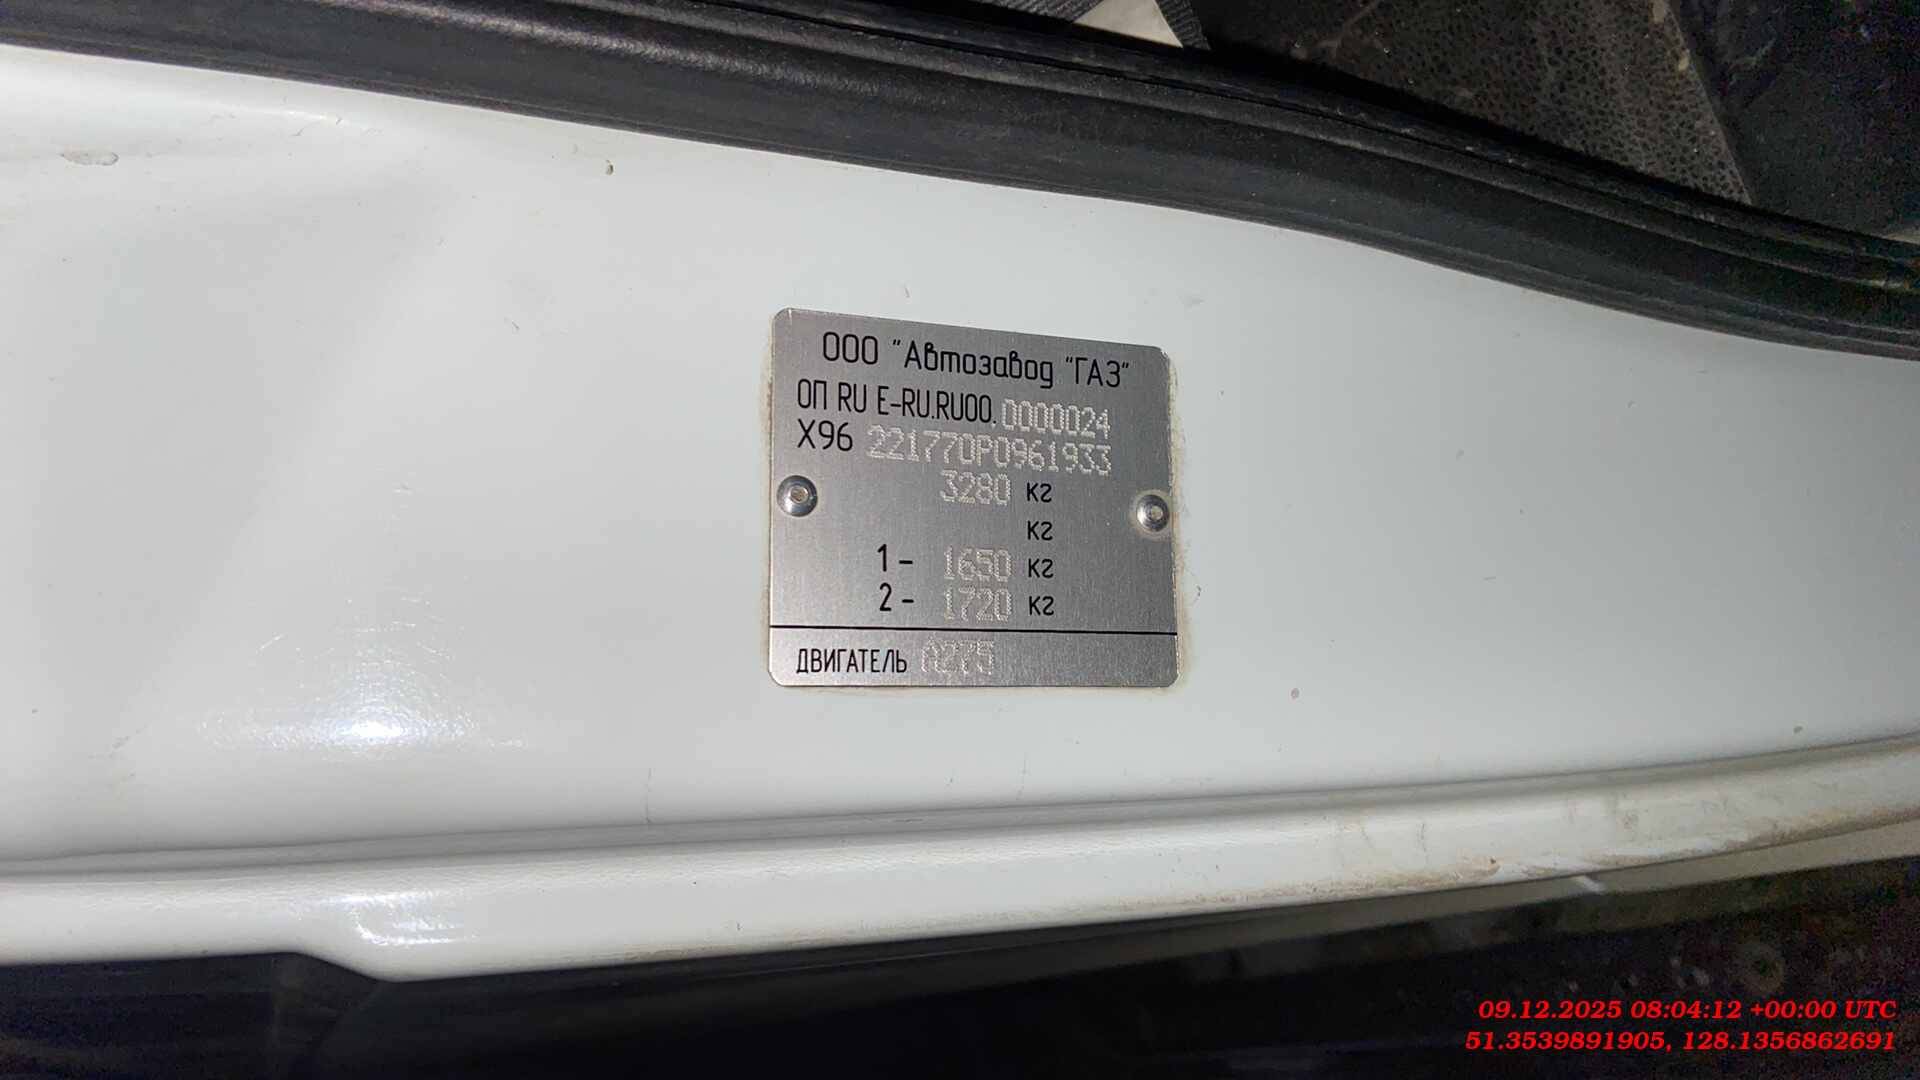 ООО "Автозавод "ГАЗ"
ОП RU E-RU.RU00.0000024
X96 221770P0961933
3280 кг
кг
1- 1650 кг
2- 1720 кг
ДВИГАТЕЛЬ A275
09.12.2025 08:04:12 +00:00 UTC
51.3539891905, 128.1356862691